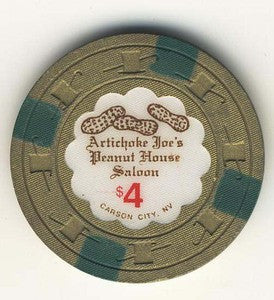 Artichoke Joe's
Peanut House
Saloon
$4
CARSON CITY, NV